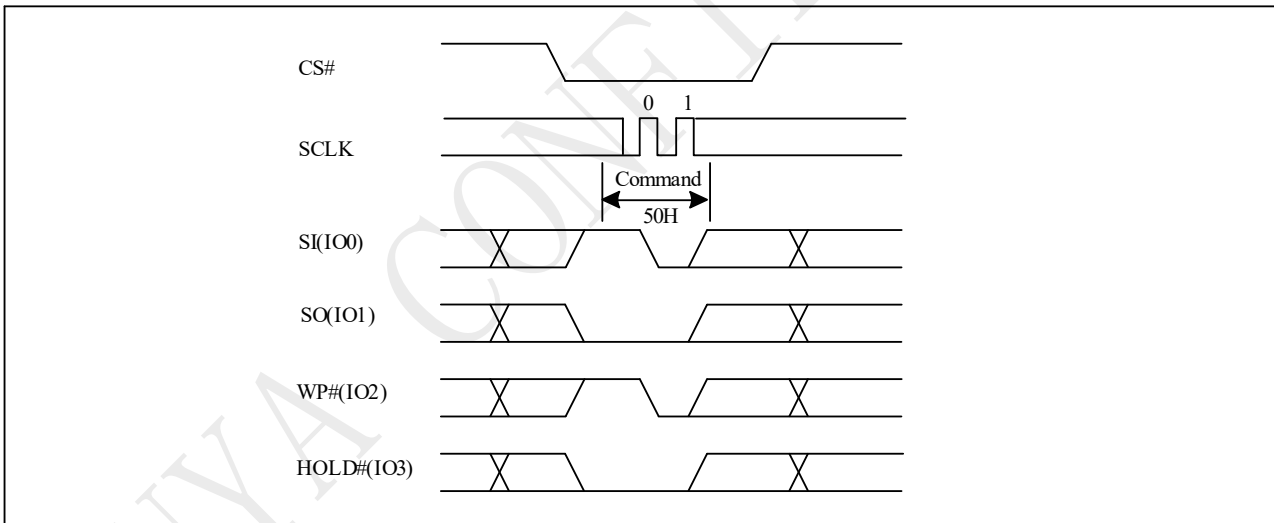 CS#
0 1
SCLK
Command
50H
SI(IO0)
SO(IO1)
WP#(IO2)
HOLD#(IO3)